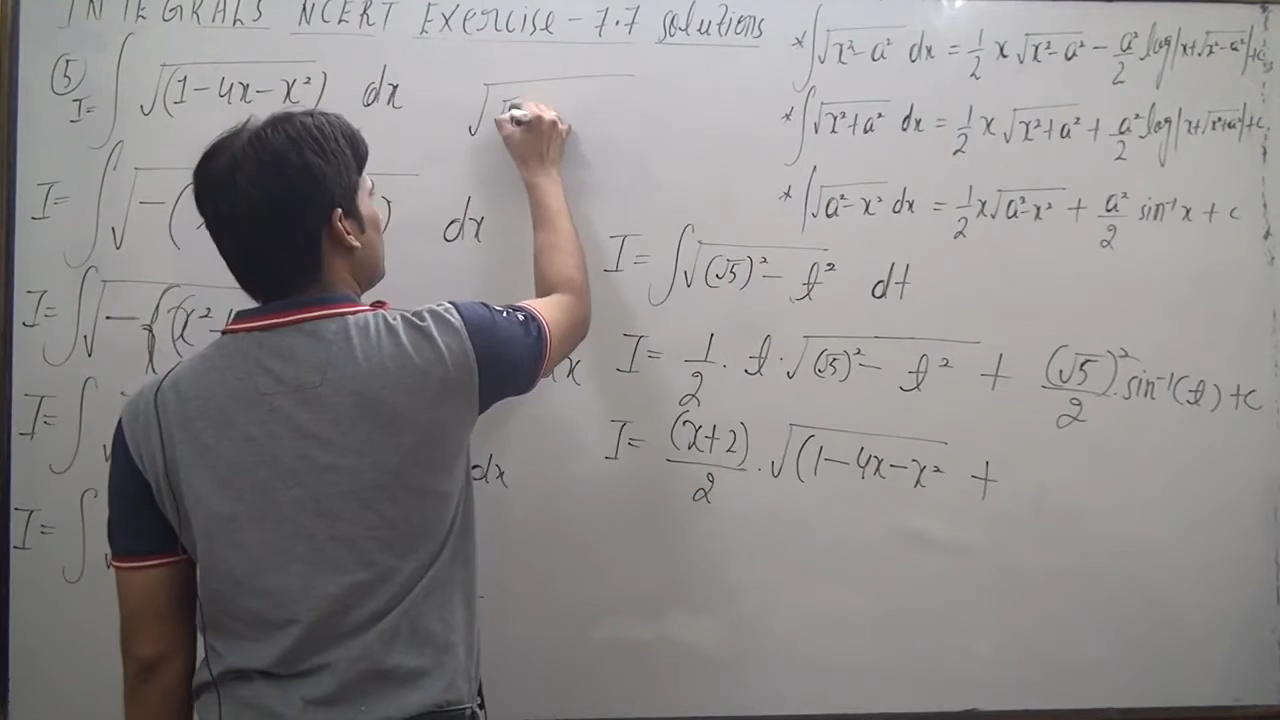 INTEGRALS NCERT Exercise - 7.7 solutions
⑤ I= ∫ √(1-4x-x²) dx
I= ∫ √-( ) dx
I= ∫ √-{(x²+ dx
I= ∫ dx
I= ∫
* ∫√x²-a² dx = 1/2 x √x²-a² - a²/2 log|x+√x²-a²|+c
* ∫√x²+a² dx = 1/2 x √x²+a² + a²/2 log|x+√x²+a²|+c
* ∫√a²-x² dx = 1/2 x√a²-x² + a²/2 sin⁻¹x + c
I= ∫√(√5)² - t² dt
I= 1/2 · t · √(√5)² - t² + (√5)²/2 · sin⁻¹(t) + c
I= (x+2)/2 · √(1-4x-x² +